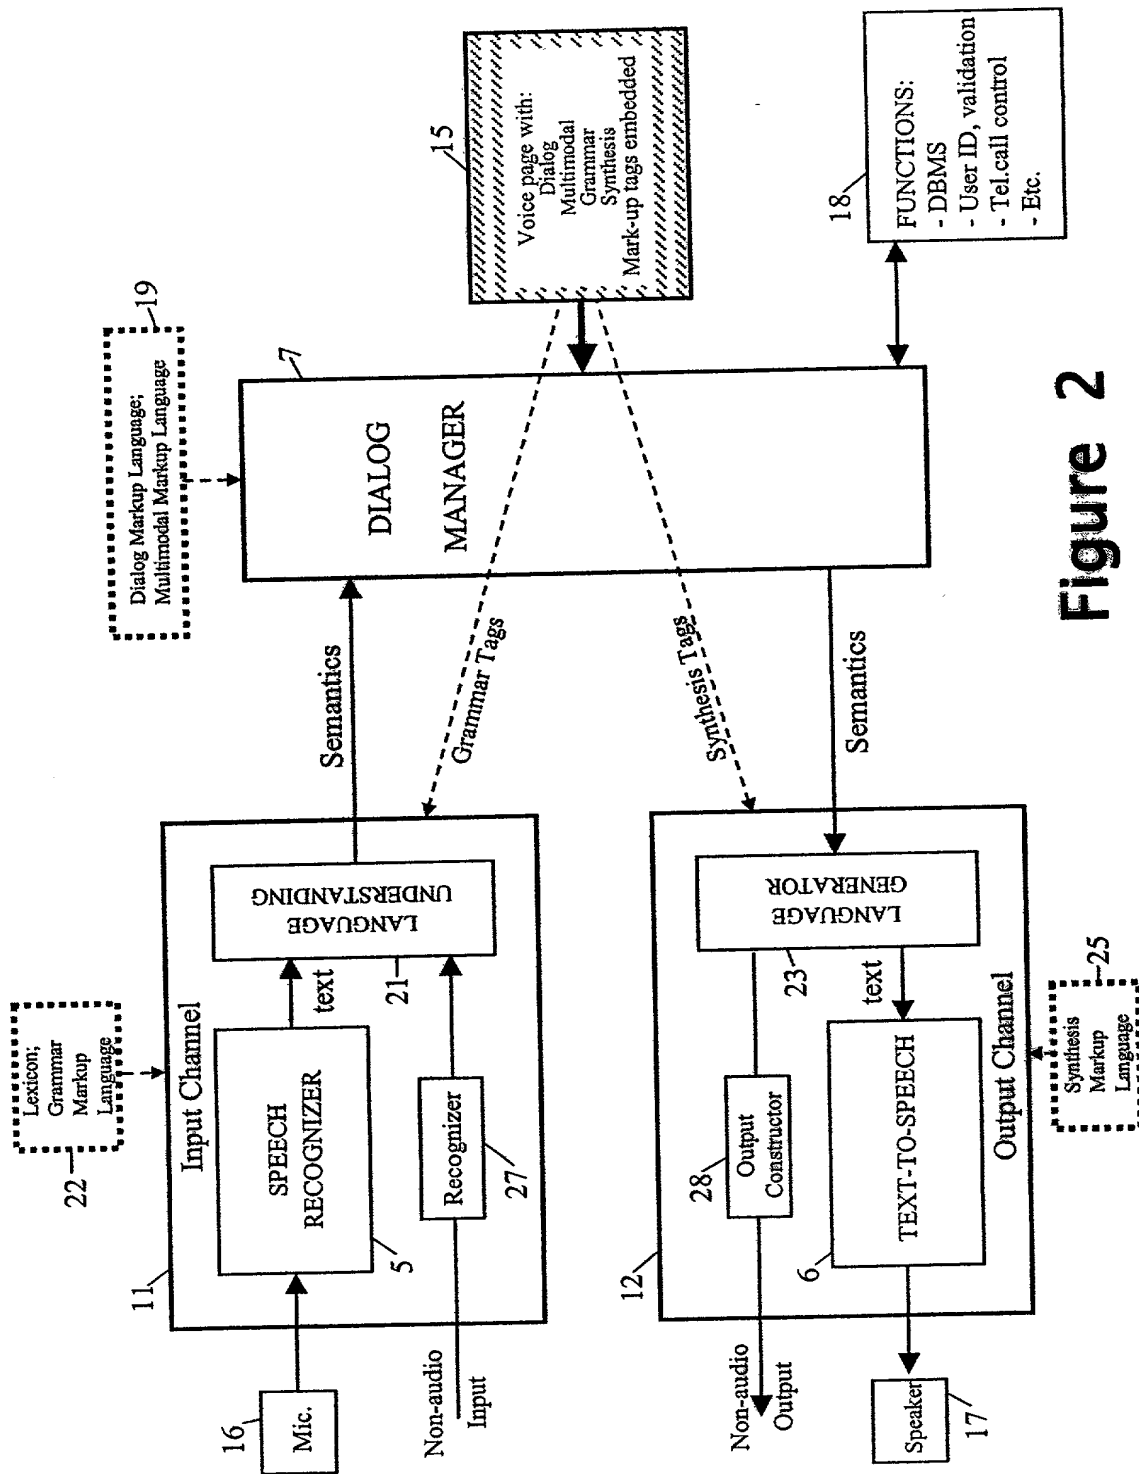 22
Lexicon;
Grammar
Markup
Language
19
Dialog Markup Language;
Multimodal Markup Language
11
Input Channel
16
Mic.
SPEECH
RECOGNIZER
5
text
LANGUAGE
UNDERSTANDING
21
Non-audio
Input
Recognizer
27
Semantics
Grammar Tags
7
DIALOG
MANAGER
15
Voice page with:
Dialog
Multimodal
Grammar
Synthesis
Mark-up tags embedded
12
Non-audio
Output
28
Output
Constructor
23
LANGUAGE
GENERATOR
text
6
TEXT-TO-SPEECH
Output Channel
Speaker
17
Synthesis Tags
Semantics
18
FUNCTIONS:
- DBMS
- User ID, validation
- Tel.call control
- Etc.
25
Synthesis
Markup
Language
Figure 2